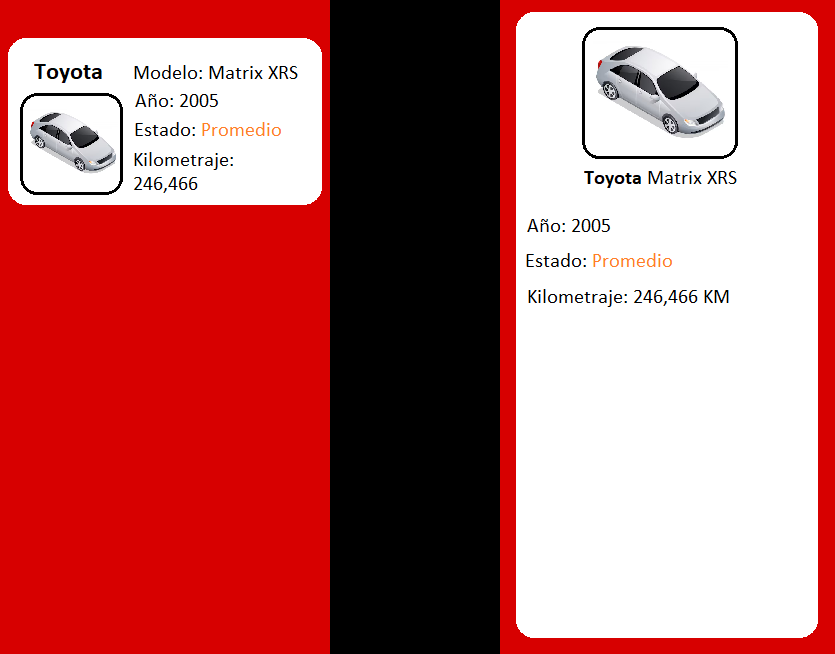 Toyota
Modelo: Matrix XRS
Año: 2005
Estado: Promedio
Kilometraje:
246,466
Toyota Matrix XRS
Año: 2005
Estado: Promedio
Kilometraje: 246,466 KM